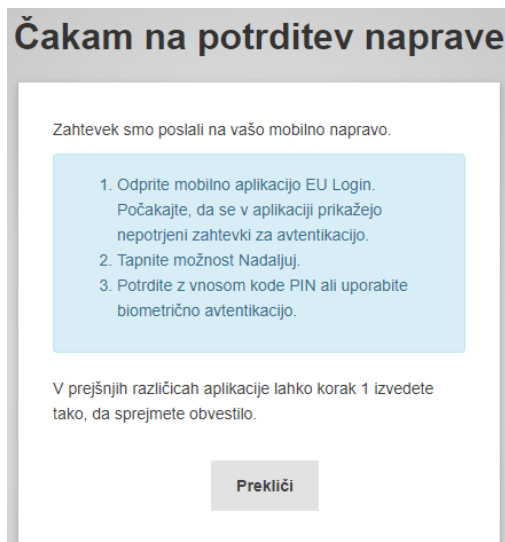 Čakam na potrditev naprave
Zahtevek smo poslali na vašo mobilno napravo.
1. Odprite mobilno aplikacijo EU Login.
Počakajte, da se v aplikaciji prikažejo
nepotrjeni zahtevki za avtentikacijo.
2. Tapnite možnost Nadaljuj.
3. Potrdite z vnosom kode PIN ali uporabite
biometrično avtentikacijo.
V prejšnjih različicah aplikacije lahko korak 1 izvedete
tako, da sprejmete obvestilo.
Prekliči